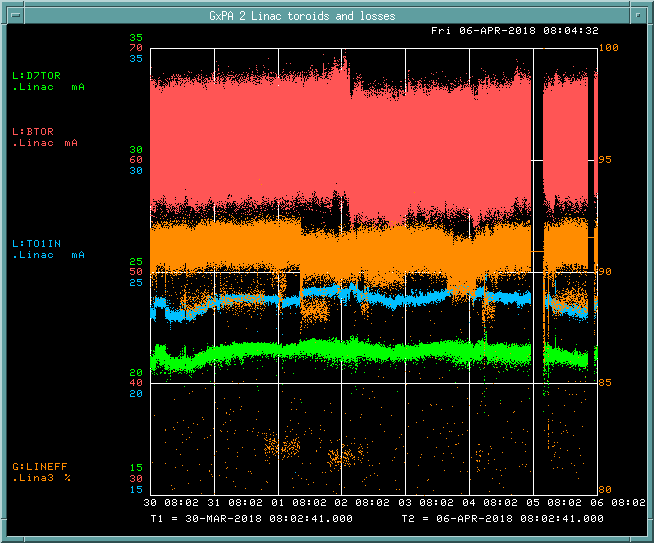 GxPA 2 Linac toroids and losses
Fri 06-APR-2018 08:04:32
35
70
35
100
L:D7TOR
.Linac mA
L:BTOR
.Linac mA
30
60
30
95
L:TO1IN
.Linac mA
25
50
25
90
20
40
20
85
G:LINEFF
.Lina3 %
15
30
15
80
30 08:02 31 08:02 01 08:02 02 08:02 03 08:02 04 08:02 05 08:02 06 08:02
T1 = 30-MAR-2018 08:02:41.000 T2 = 06-APR-2018 08:02:41.000